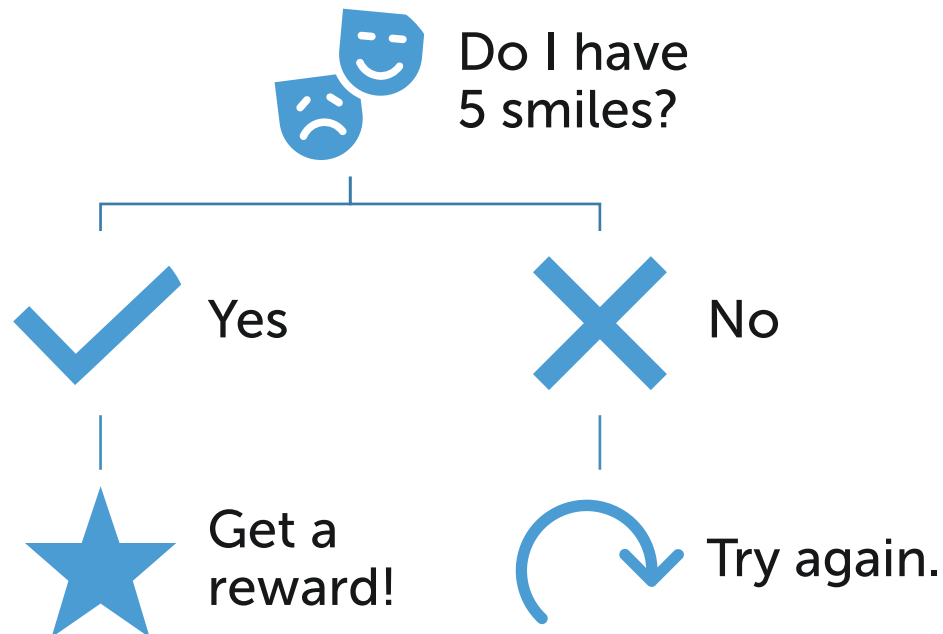 Do I have
5 smiles?
Yes
No
Get a
reward!
Try again.